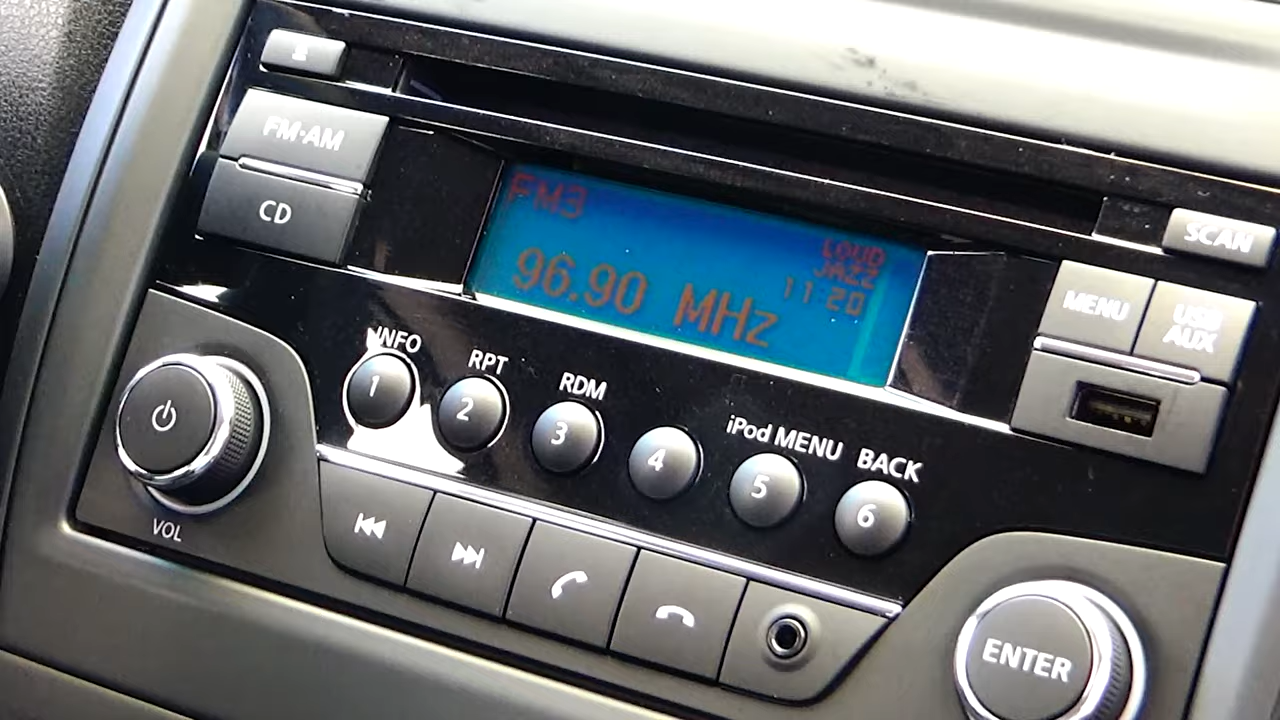 FM·AM
CD
FM3
LOUD
JAZZ
96.90 MHz
11:20
SCAN
MENU
USB
AUX
INFO
RPT
RDM
iPod MENU
BACK
1
2
3
4
5
6
VOL
ENTER